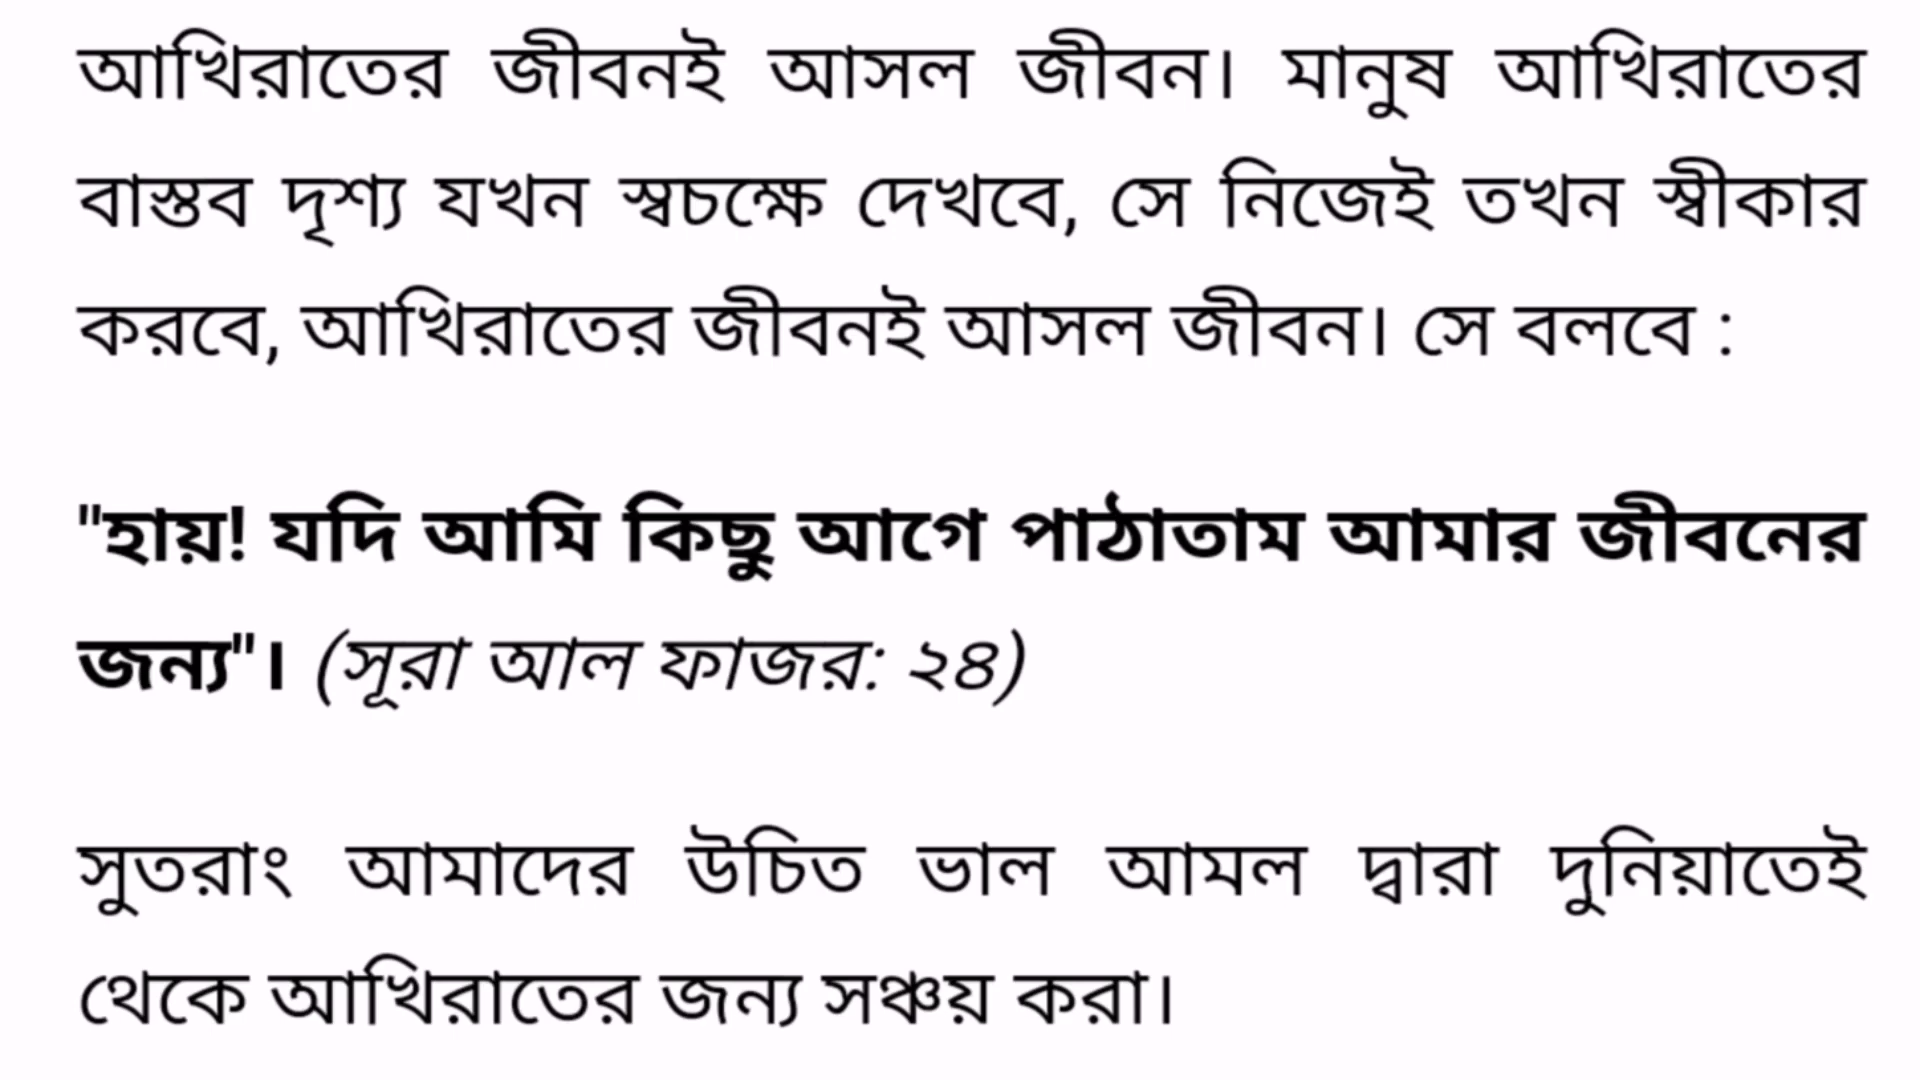 আখিরাতের জীবনই আসল জীবন। মানুষ আখিরাতের
বাস্তব দৃশ্য যখন স্বচক্ষে দেখবে, সে নিজেই তখন স্বীকার
করবে, আখিরাতের জীবনই আসল জীবন। সে বলবে :
"হায়! যদি আমি কিছু আগে পাঠাতাম আমার জীবনের
জন্য"। (সূরা আল ফাজর: ২৪)
সুতরাং আমাদের উচিত ভাল আমল দ্বারা দুনিয়াতেই
থেকে আখিরাতের জন্য সঞ্চয় করা।